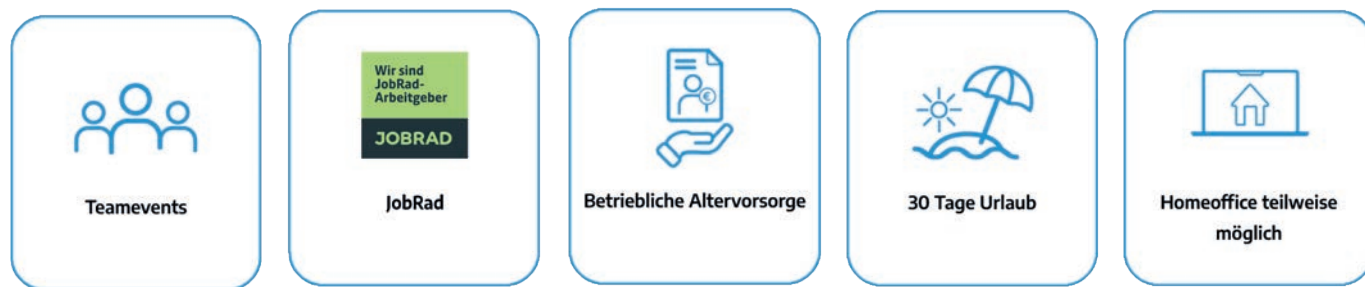 Teamevents
Wir sind
JobRad-
Arbeitgeber
JOBRAD
JobRad
€
Betriebliche Altervorsorge
30 Tage Urlaub
Homeoffice teilweise
möglich